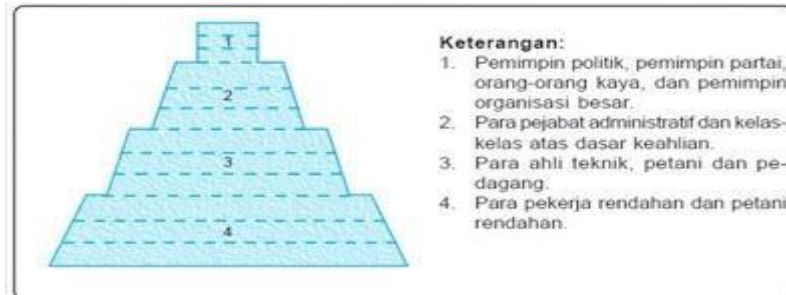 1
2
3
4
Keterangan:
1. Pemimpin politik, pemimpin partai,
orang-orang kaya, dan pemimpin
organisasi besar.
2. Para pejabat administratif dan kelas-
kelas atas dasar keahlian.
3. Para ahli teknik, petani dan pe-
dagang.
4. Para pekerja rendahan dan petani
rendahan.